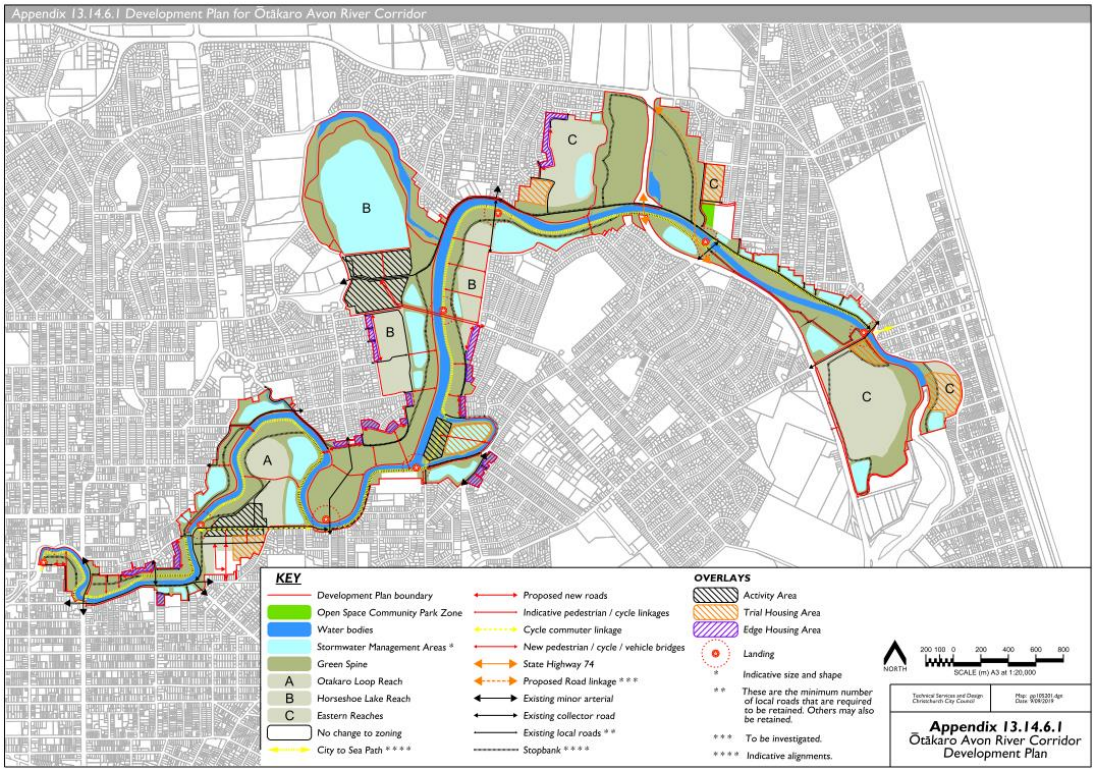 Appendix 13.14.6.1 Development Plan for Ōtākaro Avon River Corridor
C
C
B
B
B
C
C
A
KEY
Development Plan boundary
Open Space Community Park Zone
Water bodies
Stormwater Management Areas *
Green Spine
A
Otakaro Loop Reach
B
Horseshoe Lake Reach
C
Eastern Reaches
No change to zoning
City to Sea Path * * * *
Proposed new roads
Indicative pedestrian / cycle linkages
Cycle commuter linkage
New pedestrian / cycle / vehicle bridges
State Highway 74
Proposed Road linkage * * *
Existing minor arterial
Existing collector road
Existing local roads * *
Stopbank * * * *
OVERLAYS
Activity Area
Trial Housing Area
Edge Housing Area
Landing
* Indicative size and shape
* * These are the minimum number
of local roads that are required
to be retained. Others may also
be retained.
* * * To be investigated.
* * * * Indicative alignments.
NORTH
200 100 0 200 400 600 800
SCALE (m) A3 at 1:20,000
Technical Services and Design
Christchurch City Council
Map: pp105201.dgn
Date 9/09/2019
Appendix 13.14.6.1
Ōtākaro Avon River Corridor
Development Plan